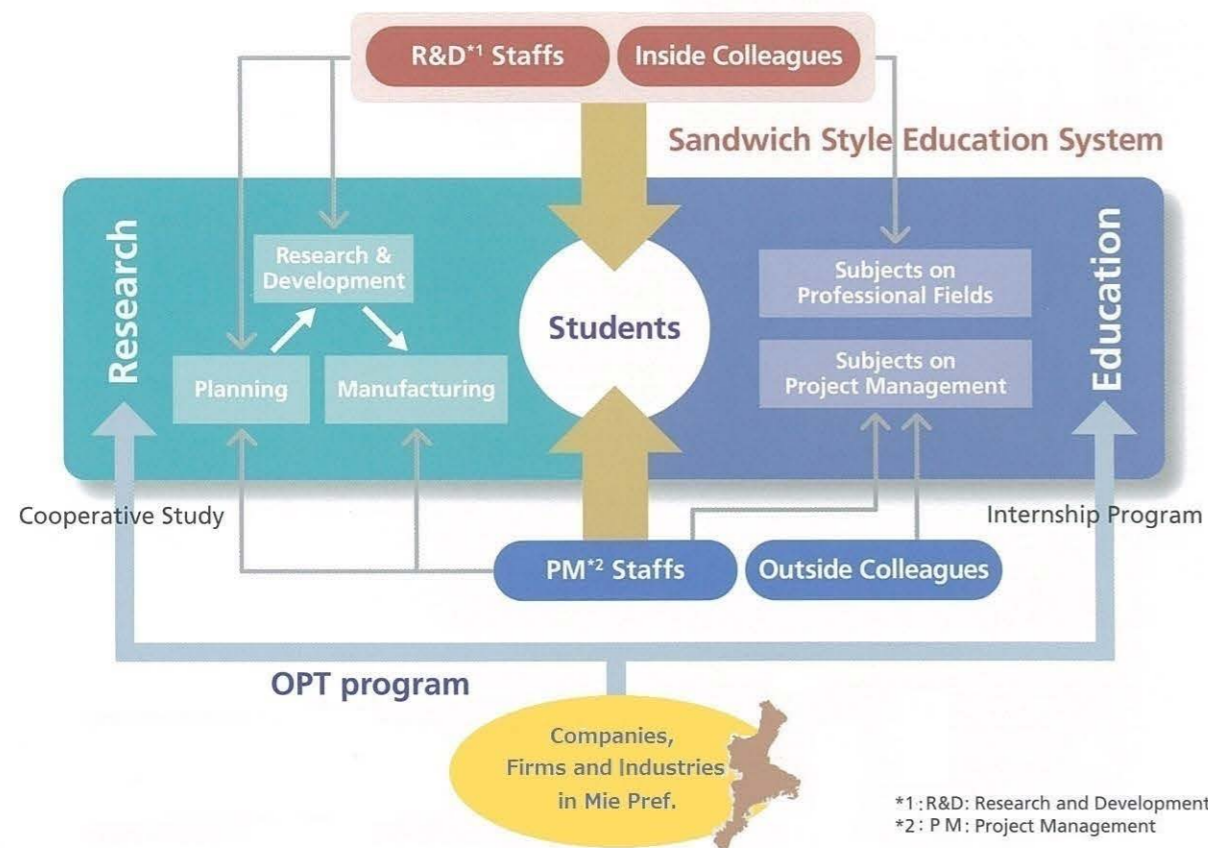 R&D*1 Staffs
Inside Colleagues
Sandwich Style Education System
Research
Research &
Development
Planning
Manufacturing
Students
Subjects on
Professional Fields
Subjects on
Project Management
Education
Cooperative Study
Internship Program
PM*2 Staffs
Outside Colleagues
OPT program
Companies,
Firms and Industries
in Mie Pref.
*1: R&D: Research and Development
*2: P M: Project Management